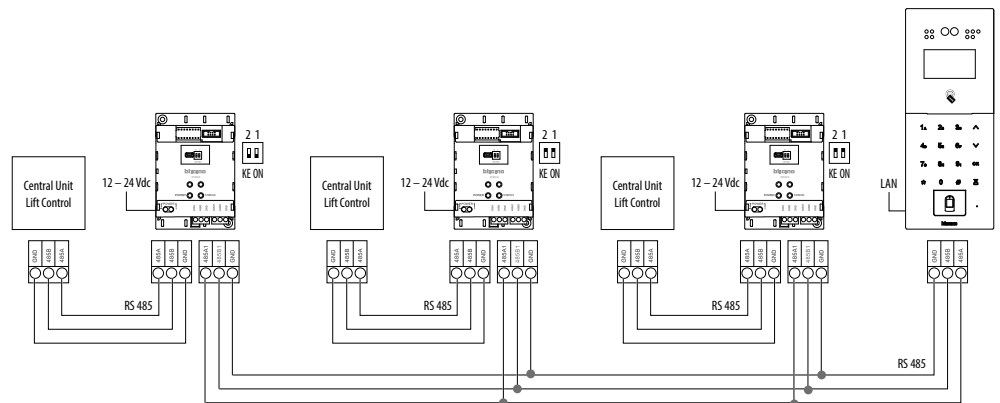 Central Unit
Lift Control
12 – 24 Vdc
bticino
2 1
KE ON
GND
485B
485A
485A
485B
GND
485A1
485B1
GND
RS 485
Central Unit
Lift Control
12 – 24 Vdc
bticino
2 1
KE ON
GND
485B
485A
485A
485B
GND
485A1
485B1
GND
RS 485
Central Unit
Lift Control
12 – 24 Vdc
bticino
2 1
KE ON
GND
485B
485A
485A
485B
GND
485A1
485B1
GND
RS 485
LAN
GND
485B
485A
RS 485